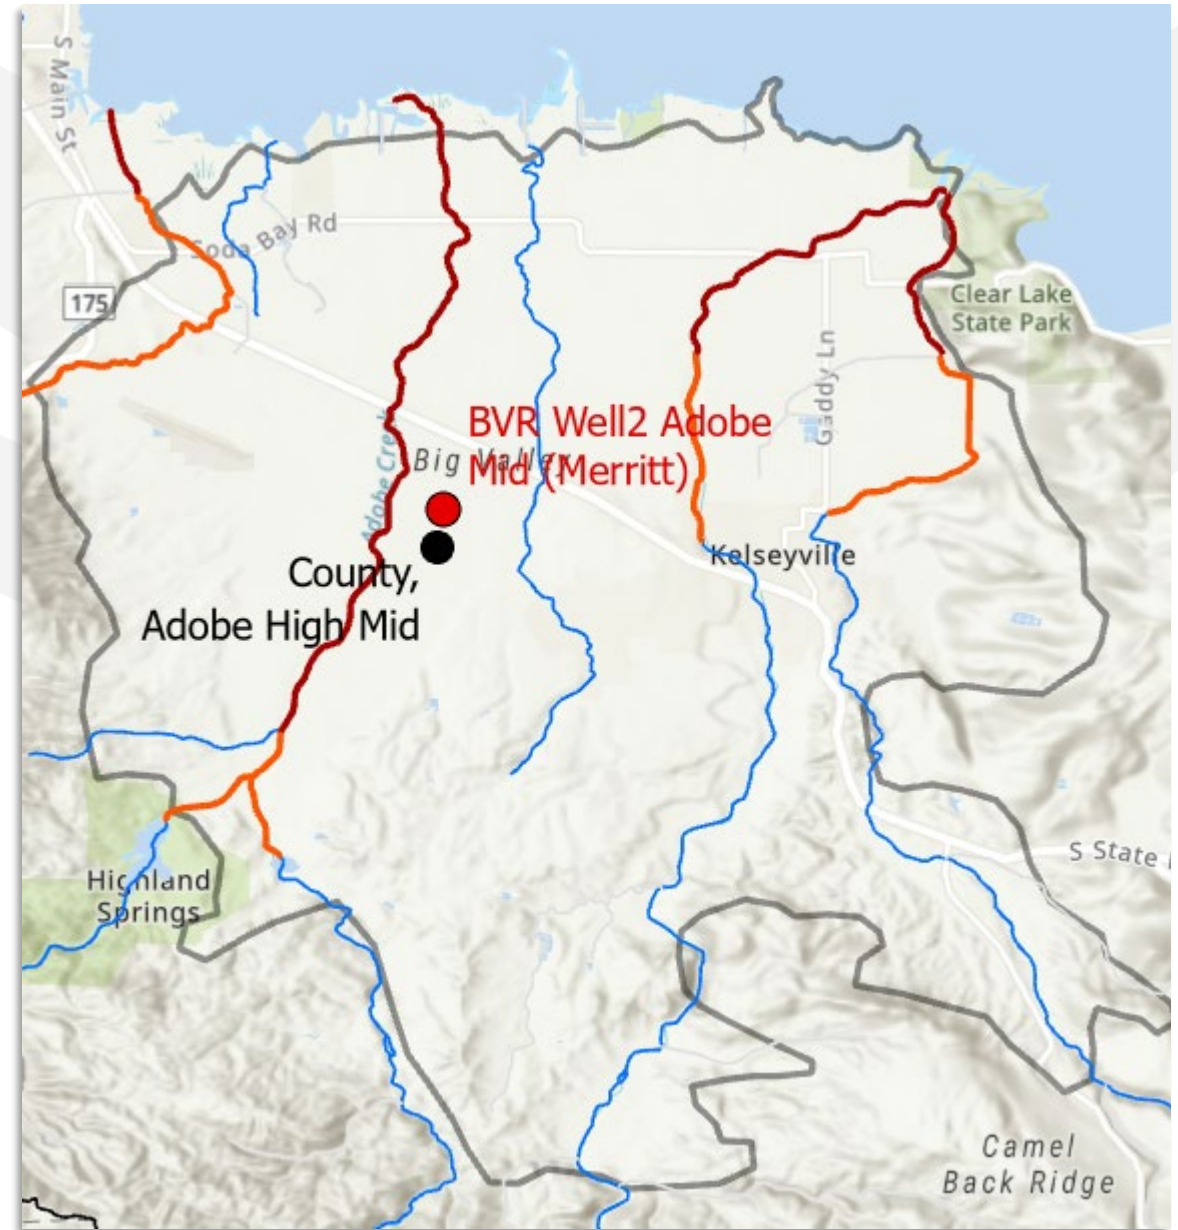 S Main St
Soda Bay Rd
175
Clear Lake
State Park
Gaddy Ln
Adobe Creek
BVR Well2 Adobe
Mid (Merritt)
Big Valley
Kelseyville
County,
Adobe High Mid
Highland
Springs
S State
Camel
Back Ridge